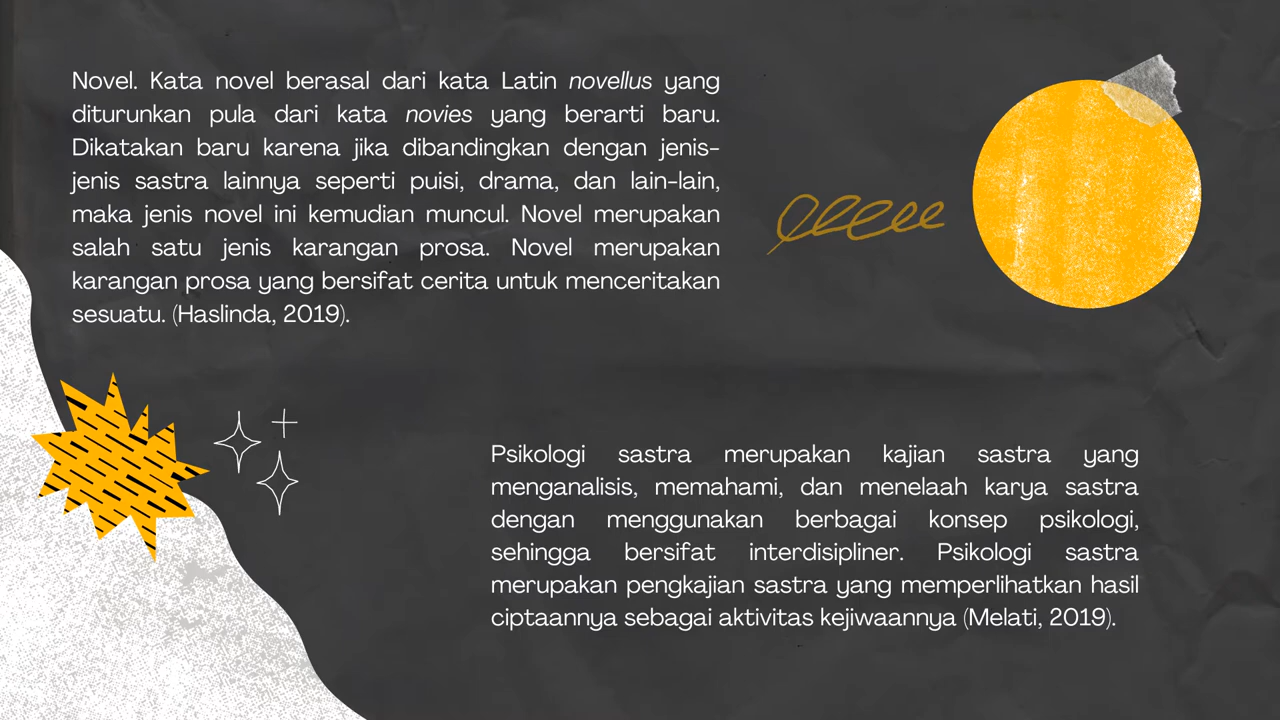 Novel. Kata novel berasal dari kata Latin novellus yang
diturunkan pula dari kata novies yang berarti baru.
Dikatakan baru karena jika dibandingkan dengan jenis-
jenis sastra lainnya seperti puisi, drama, dan lain-lain,
maka jenis novel ini kemudian muncul. Novel merupakan
salah satu jenis karangan prosa. Novel merupakan
karangan prosa yang bersifat cerita untuk menceritakan
sesuatu. (Haslinda, 2019).
Psikologi sastra merupakan kajian sastra yang
menganalisis, memahami, dan menelaah karya sastra
dengan menggunakan berbagai konsep psikologi,
sehingga bersifat interdisipliner. Psikologi sastra
merupakan pengkajian sastra yang memperlihatkan hasil
ciptaannya sebagai aktivitas kejiwaannya (Melati, 2019).